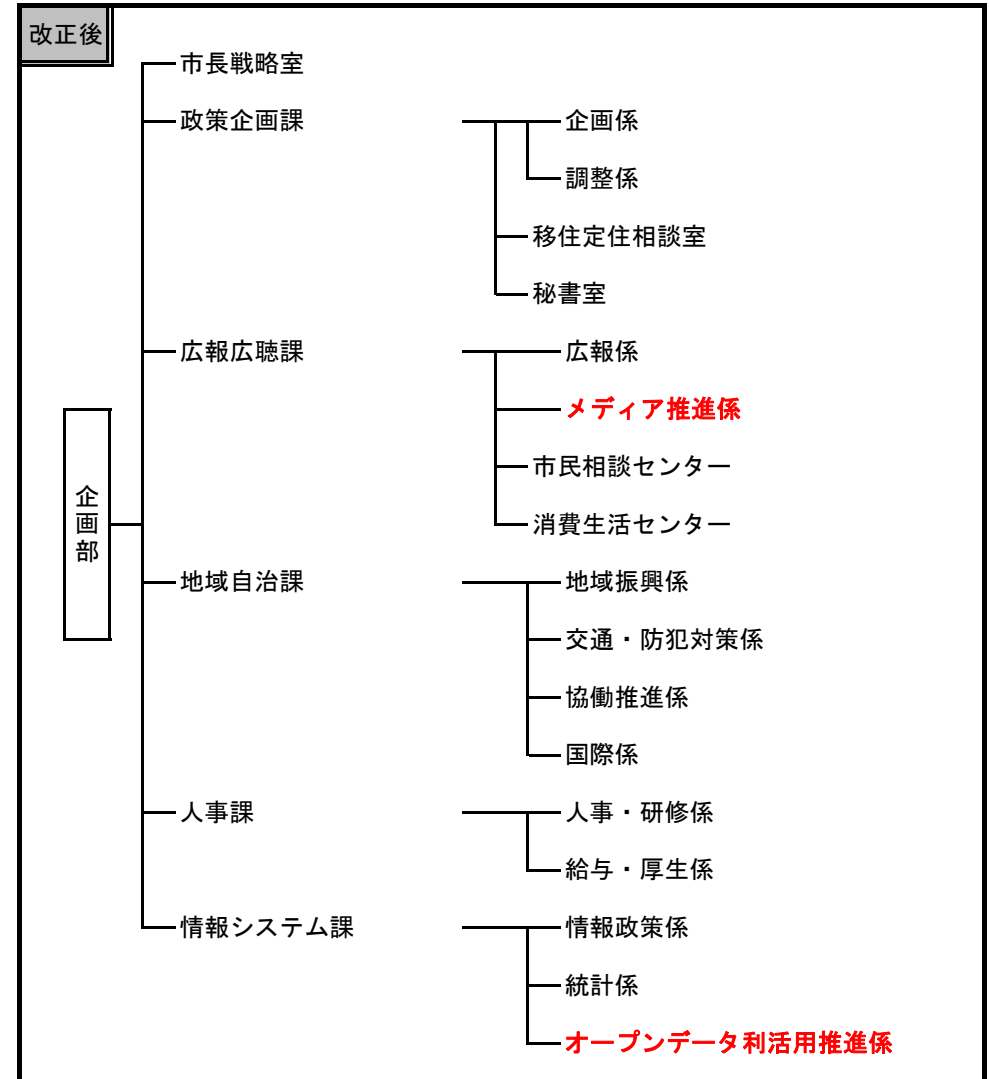 改正後
市長戦略室
政策企画課
企画係
調整係
移住定住相談室
秘書室
広報広聴課
広報係
メディア推進係
市民相談センター
消費生活センター
企画部
地域自治課
地域振興係
交通・防犯対策係
協働推進係
国際係
人事課
人事・研修係
給与・厚生係
情報システム課
情報政策係
統計係
オープンデータ利活用推進係